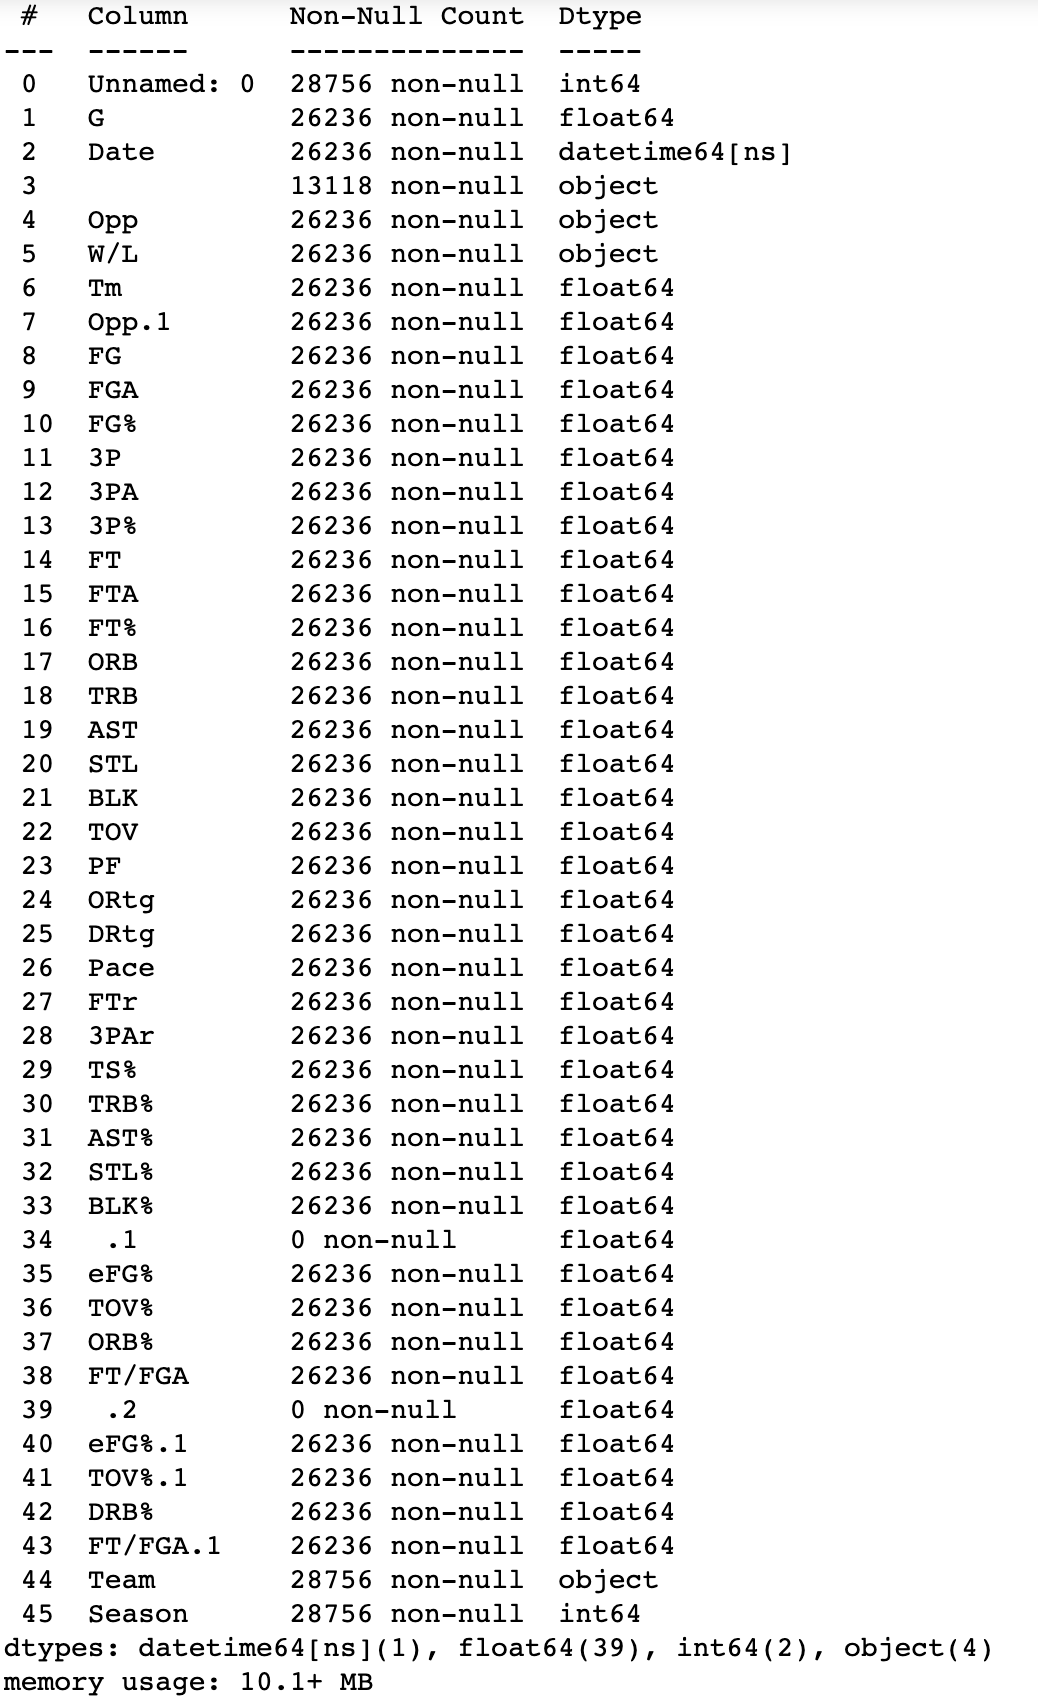 #   Column      Non-Null Count  Dtype
---  ------      --------------  -----
0   Unnamed: 0  28756 non-null  int64
1   G           26236 non-null  float64
2   Date        26236 non-null  datetime64[ns]
3               13118 non-null  object
4   Opp         26236 non-null  object
5   W/L         26236 non-null  object
6   Tm          26236 non-null  float64
7   Opp.1       26236 non-null  float64
8   FG          26236 non-null  float64
9   FGA         26236 non-null  float64
10  FG%         26236 non-null  float64
11  3P          26236 non-null  float64
12  3PA         26236 non-null  float64
13  3P%         26236 non-null  float64
14  FT          26236 non-null  float64
15  FTA         26236 non-null  float64
16  FT%         26236 non-null  float64
17  ORB         26236 non-null  float64
18  TRB         26236 non-null  float64
19  AST         26236 non-null  float64
20  STL         26236 non-null  float64
21  BLK         26236 non-null  float64
22  TOV         26236 non-null  float64
23  PF          26236 non-null  float64
24  ORtg        26236 non-null  float64
25  DRtg        26236 non-null  float64
26  Pace        26236 non-null  float64
27  FTr         26236 non-null  float64
28  3PAr        26236 non-null  float64
29  TS%         26236 non-null  float64
30  TRB%        26236 non-null  float64
31  AST%        26236 non-null  float64
32  STL%        26236 non-null  float64
33  BLK%        26236 non-null  float64
34   .1         0 non-null      float64
35  eFG%        26236 non-null  float64
36  TOV%        26236 non-null  float64
37  ORB%        26236 non-null  float64
38  FT/FGA      26236 non-null  float64
39   .2         0 non-null      float64
40  eFG%.1      26236 non-null  float64
41  TOV%.1      26236 non-null  float64
42  DRB%        26236 non-null  float64
43  FT/FGA.1    26236 non-null  float64
44  Team        28756 non-null  object
45  Season      28756 non-null  int64
dtypes: datetime64[ns](1), float64(39), int64(2), object(4)
memory usage: 10.1+ MB